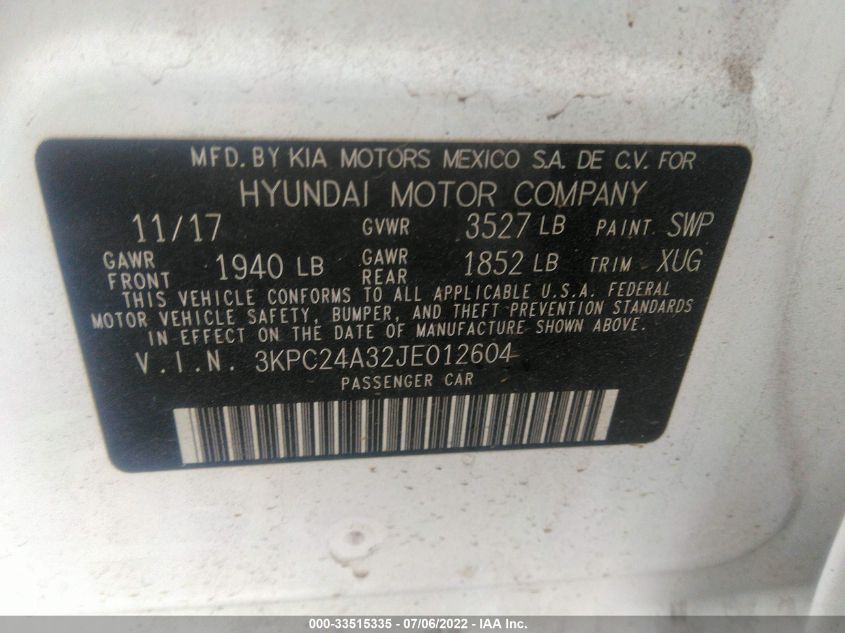 MFD. BY KIA MOTORS MEXICO S.A. DE C.V. FOR
HYUNDAI MOTOR COMPANY
11/17 GVWR 3527 LB PAINT SWP
GAWR FRONT 1940 LB GAWR REAR 1852 LB TRIM XUG
THIS VEHICLE CONFORMS TO ALL APPLICABLE U.S.A. FEDERAL
MOTOR VEHICLE SAFETY, BUMPER, AND THEFT PREVENTION STANDARDS
IN EFFECT ON THE DATE OF MANUFACTURE SHOWN ABOVE.
V.I.N. 3KPC24A32JE012604
PASSENGER CAR
000-33515335 - 07/06/2022 - IAA Inc.